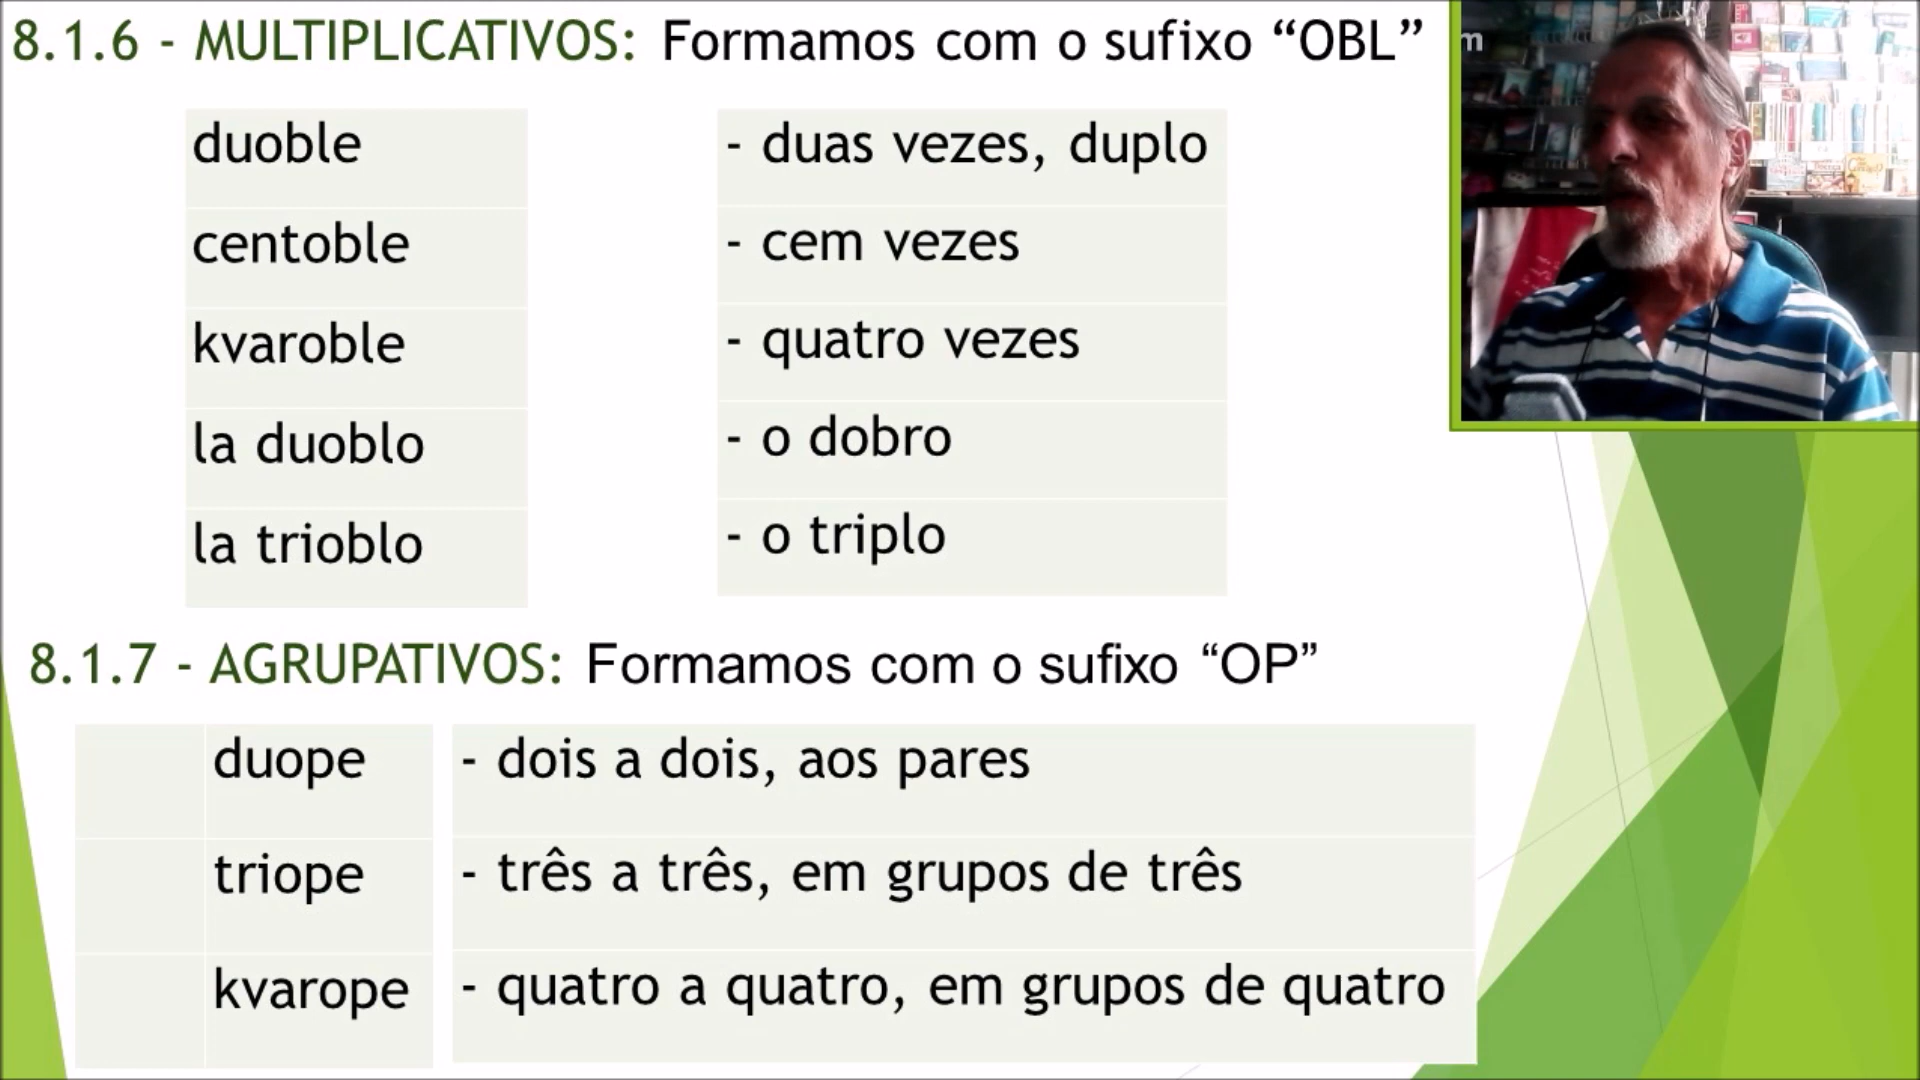 8.1.6 - MULTIPLICATIVOS: Formamos com o sufixo “OBL”
duoble - duas vezes, duplo
centoble - cem vezes
kvaroble - quatro vezes
la duoblo - o dobro
la trioblo - o triplo
8.1.7 - AGRUPATIVOS: Formamos com o sufixo “OP”
duope - dois a dois, aos pares
triope - três a três, em grupos de três
kvarope - quatro a quatro, em grupos de quatro
m